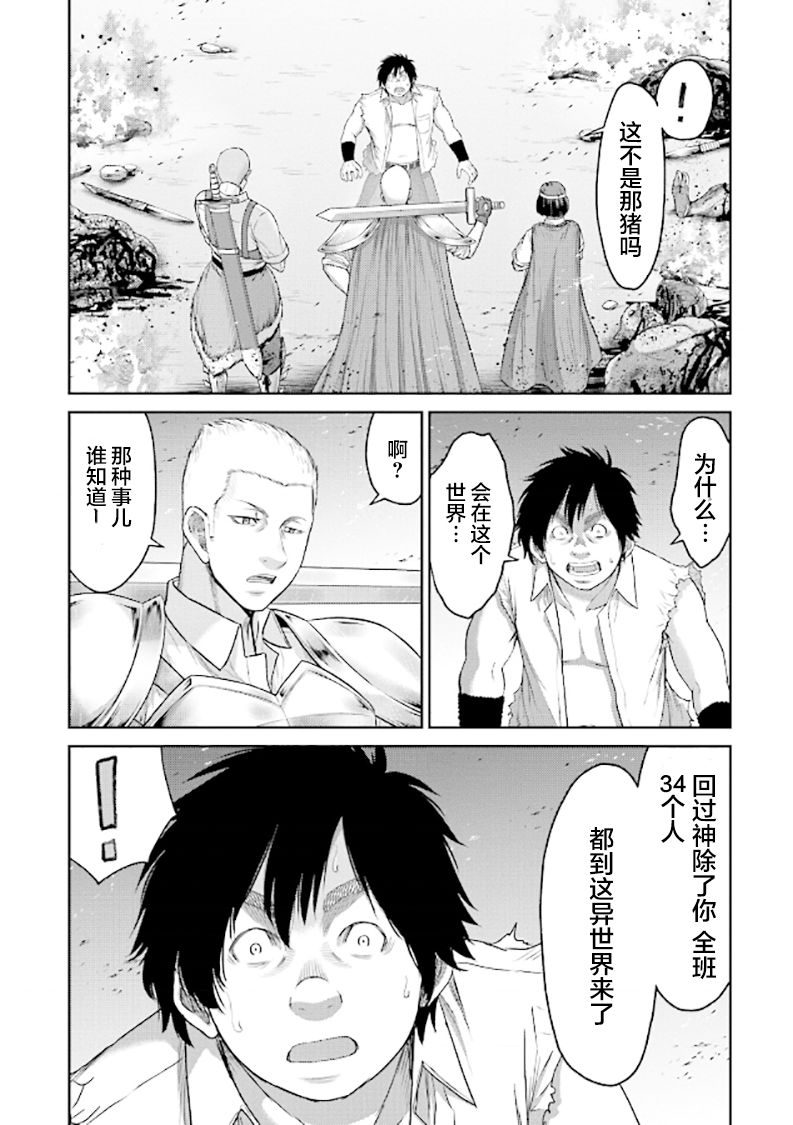 ！
这不是那猪吗
为什么…
会在这个
世界…
啊？
那种事儿
谁知道~
回过神除了你 全班
34个人
都到这异世界来了
！